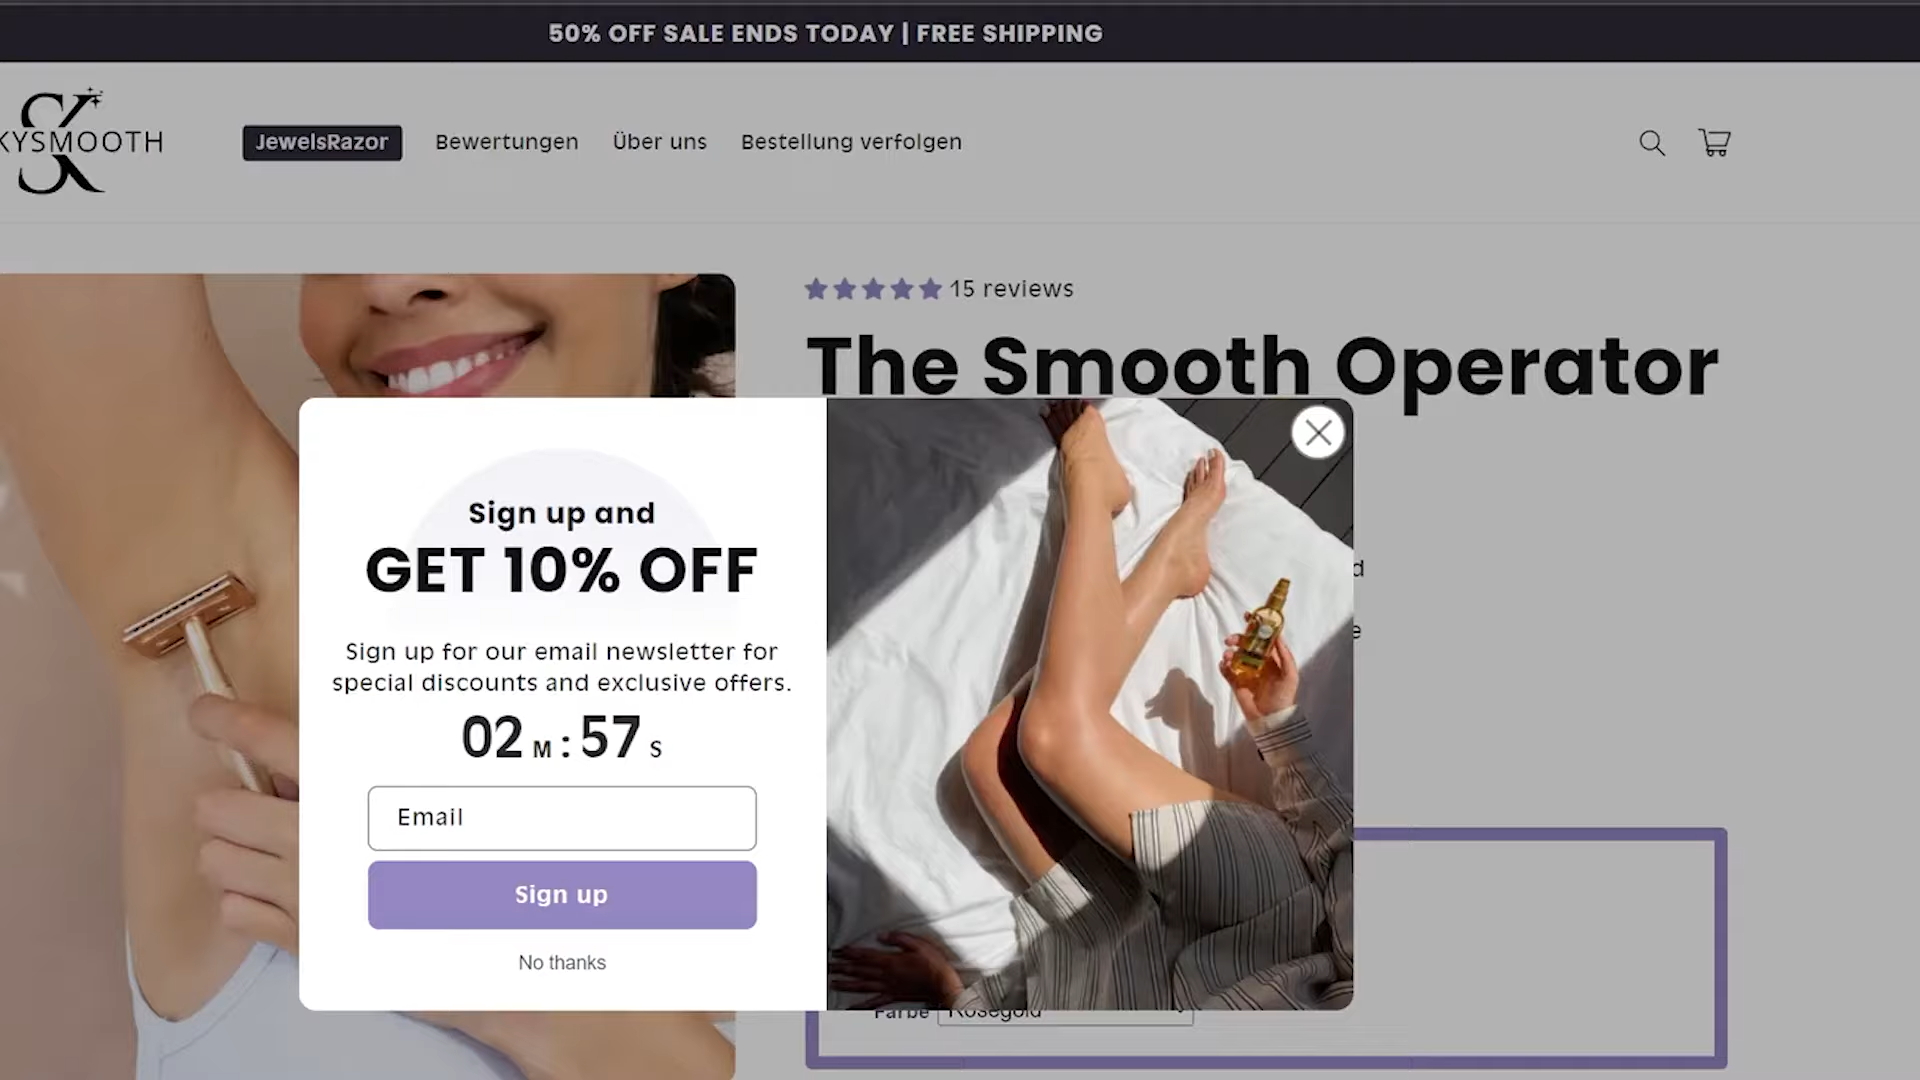 50% OFF SALE ENDS TODAY | FREE SHIPPING
KYSMOOTH
JewelsRazor
Bewertungen
Über uns
Bestellung verfolgen
15 reviews
The Smooth Operator
Sign up and
GET 10% OFF
Sign up for our email newsletter for
special discounts and exclusive offers.
02 M : 57 S
Email
Sign up
No thanks
d
e
Farbe Rosegold